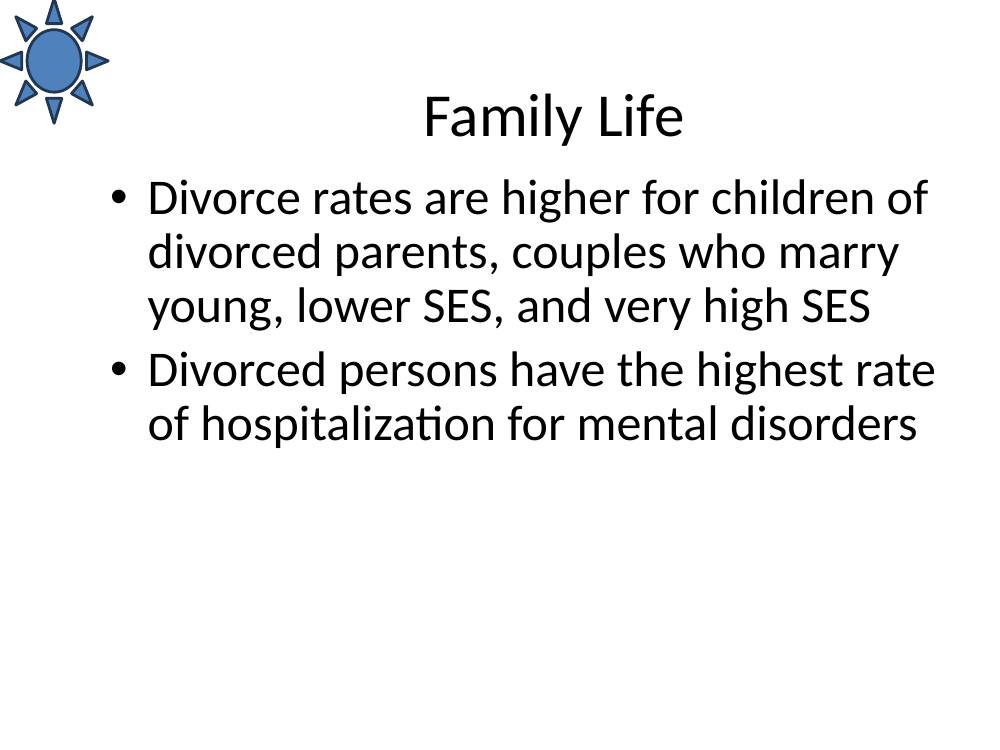 Family Life
• Divorce rates are higher for children of
divorced parents, couples who marry
young, lower SES, and very high SES
• Divorced persons have the highest rate
of hospitalization for mental disorders